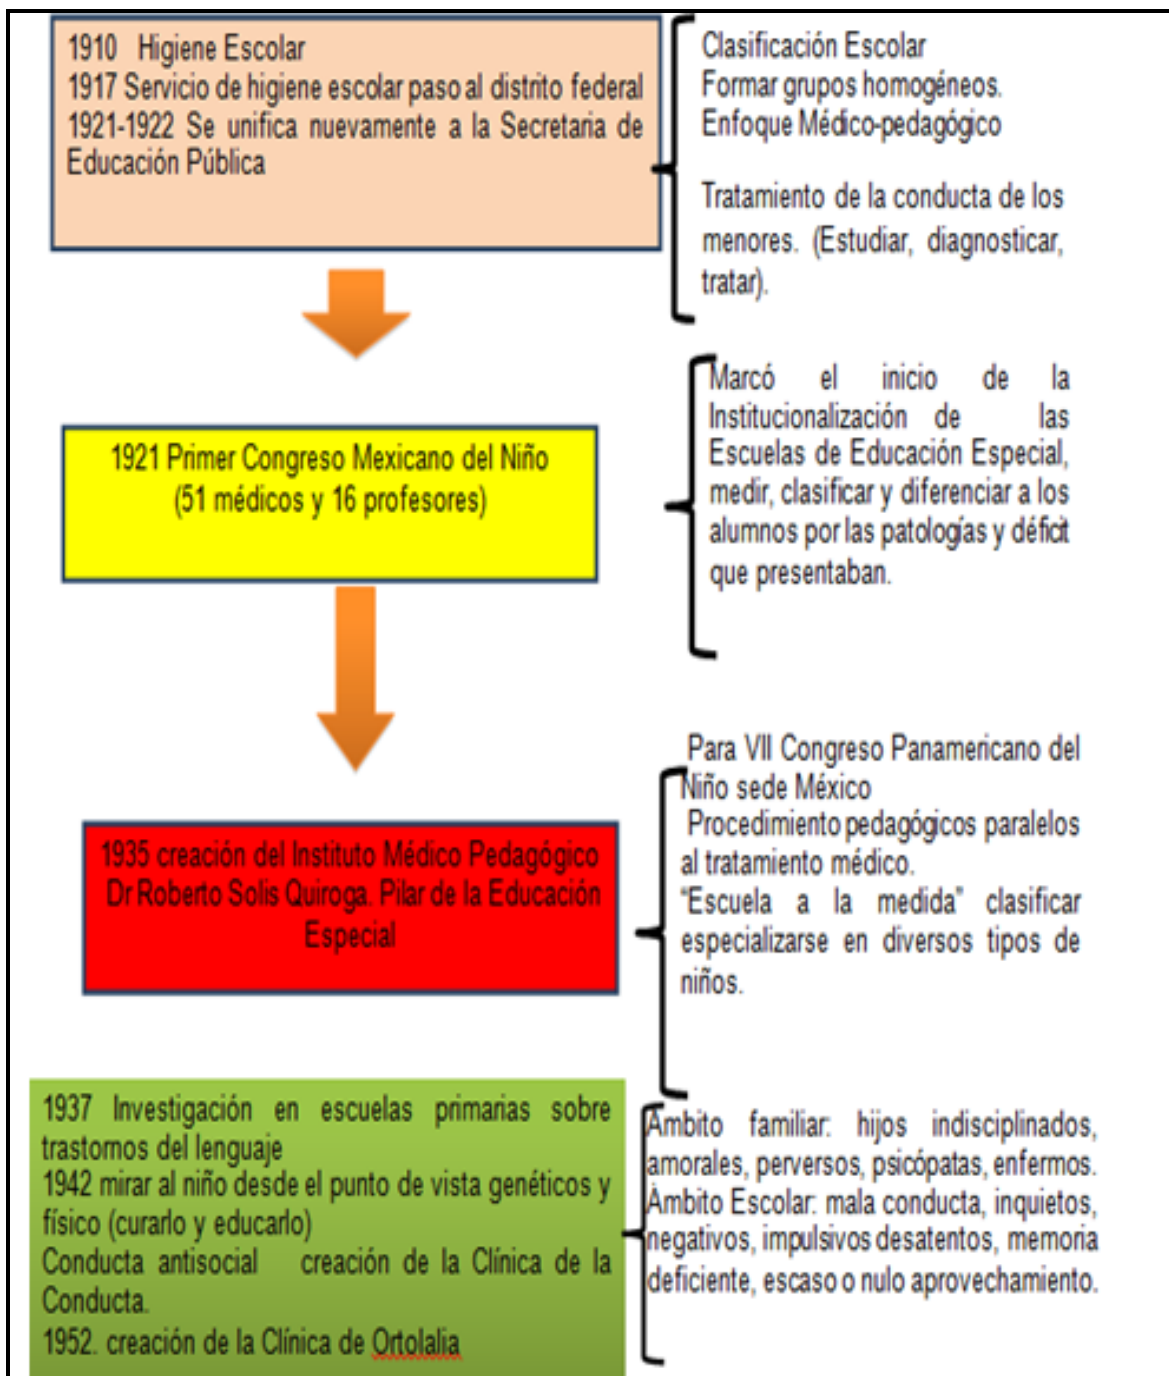 1910 Higiene Escolar
1917 Servicio de higiene escolar paso al distrito federal
1921-1922 Se unifica nuevamente a la Secretaria de
Educación Pública
Clasificación Escolar
Formar grupos homogéneos.
Enfoque Médico-pedagógico
Tratamiento de la conducta de los
menores. (Estudiar, diagnosticar,
tratar).
1921 Primer Congreso Mexicano del Niño
(51 médicos y 16 profesores)
Marcó el inicio de la
Institucionalización de las
Escuelas de Educación Especial,
medir, clasificar y diferenciar a los
alumnos por las patologías y déficit
que presentaban.
1935 creación del Instituto Médico Pedagógico
Dr Roberto Solis Quiroga. Pilar de la Educación
Especial
Para VII Congreso Panamericano del
Niño sede México
Procedimiento pedagógicos paralelos
al tratamiento médico.
“Escuela a la medida” clasificar
especializarse en diversos tipos de
niños.
1937 Investigación en escuelas primarias sobre
trastornos del lenguaje
1942 mirar al niño desde el punto de vista genéticos y
físico (curarlo y educarlo)
Conducta antisocial creación de la Clínica de la
Conducta.
1952. creación de la Clínica de Ortolalia
Ámbito familiar: hijos indisciplinados,
amorales, perversos, psicópatas, enfermos.
Ámbito Escolar: mala conducta, inquietos,
negativos, impulsivos desatentos, memoria
deficiente, escaso o nulo aprovechamiento.